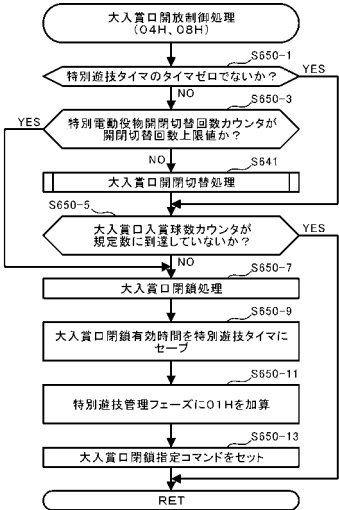 大入賞口開放制御処理
(04H、08H)
S650-1
特別遊技タイマのタイマゼロでないか？
YES
NO
S650-3
YES
特別電動役物開閉切替回数カウンタが
開閉切替回数上限値か？
NO
S641
大入賞口開閉切替処理
S650-5
大入賞口入賞球数カウンタが
規定数に到達していないか？
YES
NO
S650-7
大入賞口閉鎖処理
S650-9
大入賞口閉鎖有効時間を特別遊技タイマに
セーブ
S650-11
特別遊技管理フェーズに01Hを加算
S650-13
大入賞口閉鎖指定コマンドをセット
RET